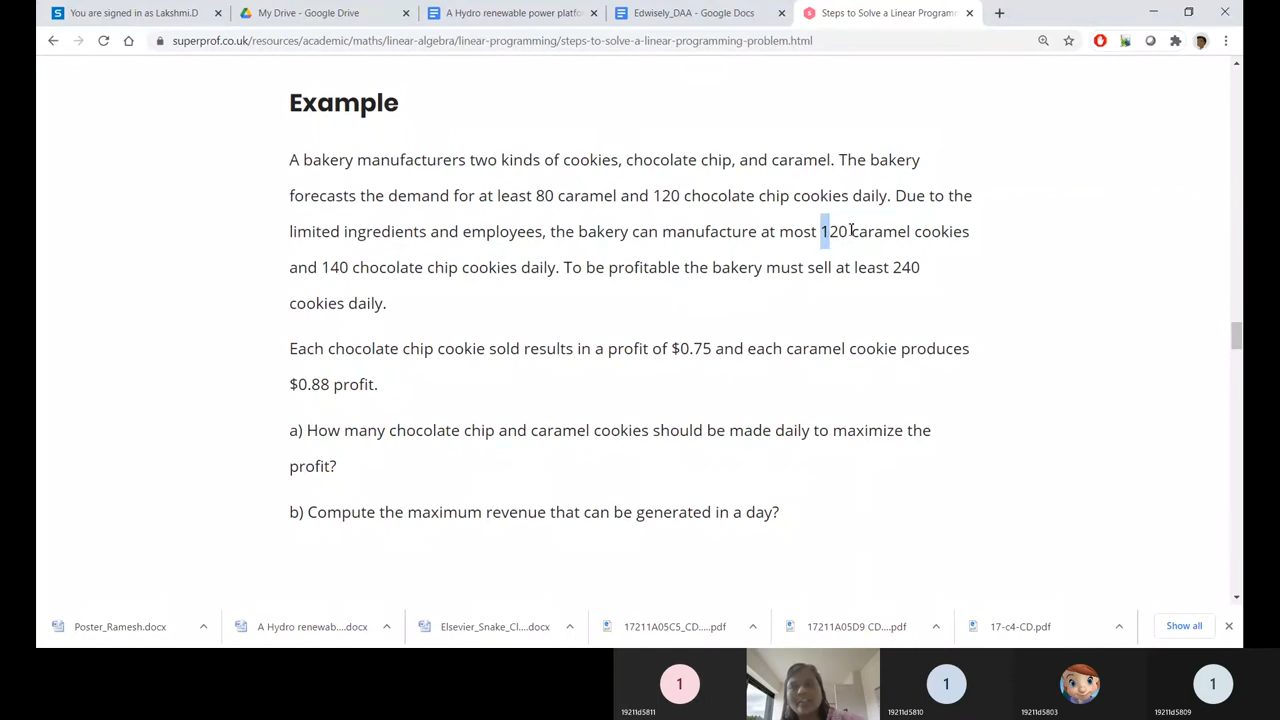 You are signed in as Lakshmi.D
My Drive - Google Drive
A Hydro renewable power platfo
Edwisely_DAA - Google Docs
Steps to Solve a Linear Programm
superprof.co.uk/resources/academic/maths/linear-algebra/linear-programming/steps-to-solve-a-linear-programming-problem.html
Example
A bakery manufacturers two kinds of cookies, chocolate chip, and caramel. The bakery
forecasts the demand for at least 80 caramel and 120 chocolate chip cookies daily. Due to the
limited ingredients and employees, the bakery can manufacture at most 120 caramel cookies
and 140 chocolate chip cookies daily. To be profitable the bakery must sell at least 240
cookies daily.
Each chocolate chip cookie sold results in a profit of $0.75 and each caramel cookie produces
$0.88 profit.
a) How many chocolate chip and caramel cookies should be made daily to maximize the
profit?
b) Compute the maximum revenue that can be generated in a day?
Poster_Ramesh.docx
A Hydro renewab....docx
Elsevier_Snake_Cl....docx
17211A05C5_CD.....pdf
17211A05D9 CD....pdf
17-c4-CD.pdf
Show all
1
1
1
19211d5811
19211d5810
19211d5803
19211d5809